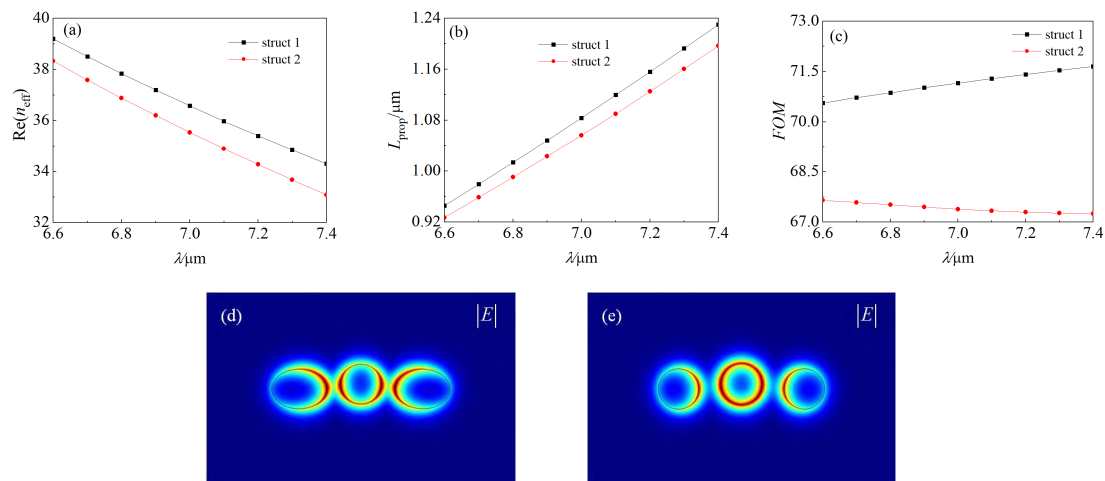 (a)
struct 1
struct 2
Re(n_eff)
40
38
36
34
32
6.6 6.8 7.0 7.2 7.4
λ/μm
(b)
struct 1
struct 2
L_prop/μm
1.24
1.16
1.08
1.00
0.92
6.6 6.8 7.0 7.2 7.4
λ/μm
(c)
struct 1
struct 2
FOM
73.0
71.5
70.0
68.5
67.0
6.6 6.8 7.0 7.2 7.4
λ/μm
(d) |E|
(e) |E|